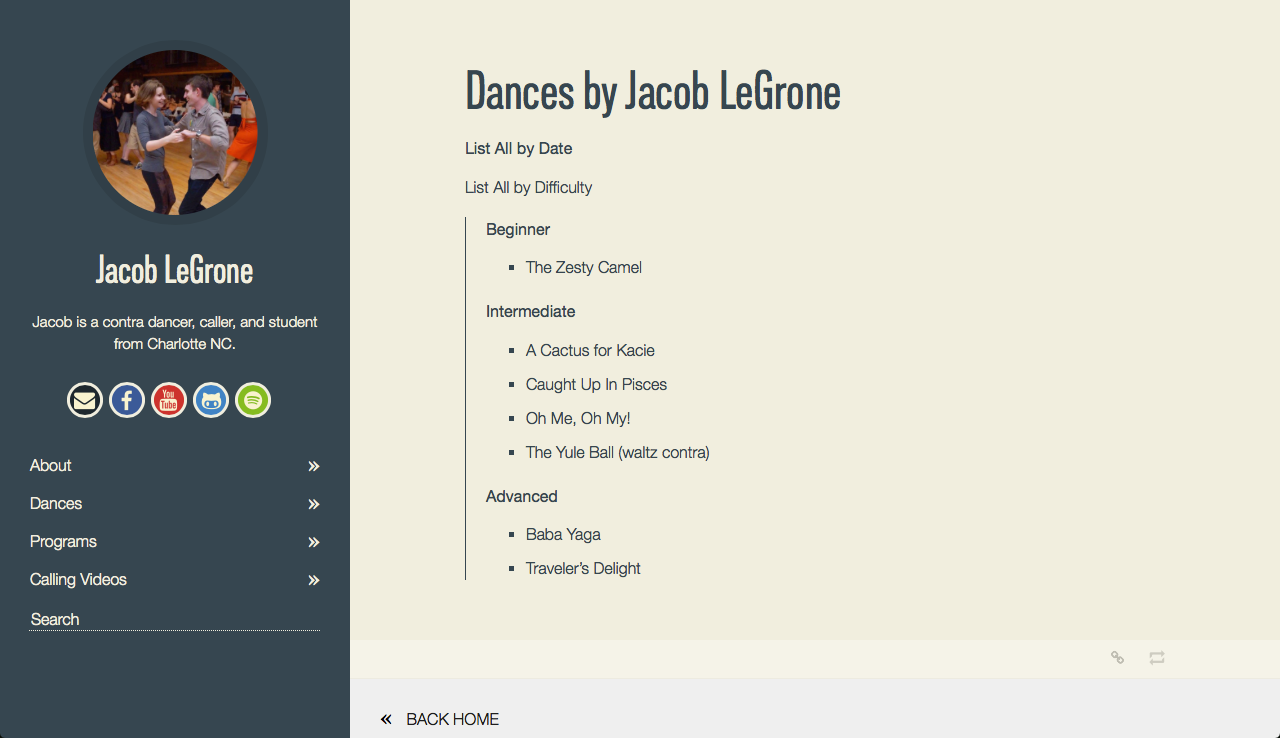 Jacob LeGrone
Jacob is a contra dancer, caller, and student
from Charlotte NC.
You
Tube
About
Dances
Programs
Calling Videos
Search
Dances by Jacob LeGrone
List All by Date
List All by Difficulty
Beginner
The Zesty Camel
Intermediate
A Cactus for Kacie
Caught Up In Pisces
Oh Me, Oh My!
The Yule Ball (waltz contra)
Advanced
Baba Yaga
Traveler’s Delight
BACK HOME